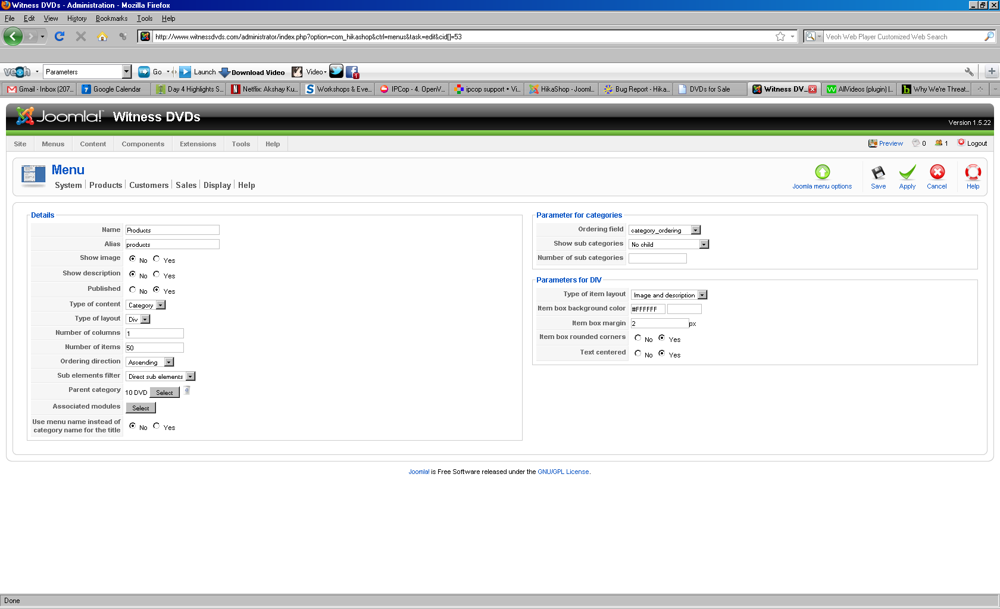 Witness DVDs - Administration - Mozilla Firefox
File Edit View History Bookmarks Tools Help
http://www.witnessdvds.com/administrator/index.php?option=com_hikashop&ctrl=menus&task=edit&cid[]=53
Veoh Web Player Customized Web Search
veoh Parameters Go Launch Download Video Video 1
Gmail - Inbox (207... 7 Google Calendar Day 4 Highlights S... N Netflix: Akshay Ku... S Workshops & Eve... IPCop - 4. OpenV... ipcop support • Vi... HikaShop - Jooml... Bug Report - Hika... DVDs for Sale Witness DV... W AllVideos (plugin) |... b Why We're Threat...
Joomla! Witness DVDs
Version 1.5.22
Site Menus Content Components Extensions Tools Help Preview 0 1 Logout
Menu
System Products Customers Sales Display Help
Joomla menu options Save Apply Cancel Help
Details
Name Products
Alias products
Show image No Yes
Show description No Yes
Published No Yes
Type of content Category
Type of layout Div
Number of columns 1
Number of items 50
Ordering direction Ascending
Sub elements filter Direct sub elements
Parent category 10 DVD Select
Associated modules Select
Use menu name instead of
category name for the title No Yes
Parameter for categories
Ordering field category_ordering
Show sub categories No child
Number of sub categories
Parameters for DIV
Type of item layout Image and description
Item box background color #FFFFFF
Item box margin 2 px
Item box rounded corners No Yes
Text centered No Yes
Joomla! is Free Software released under the GNU/GPL License.
Done